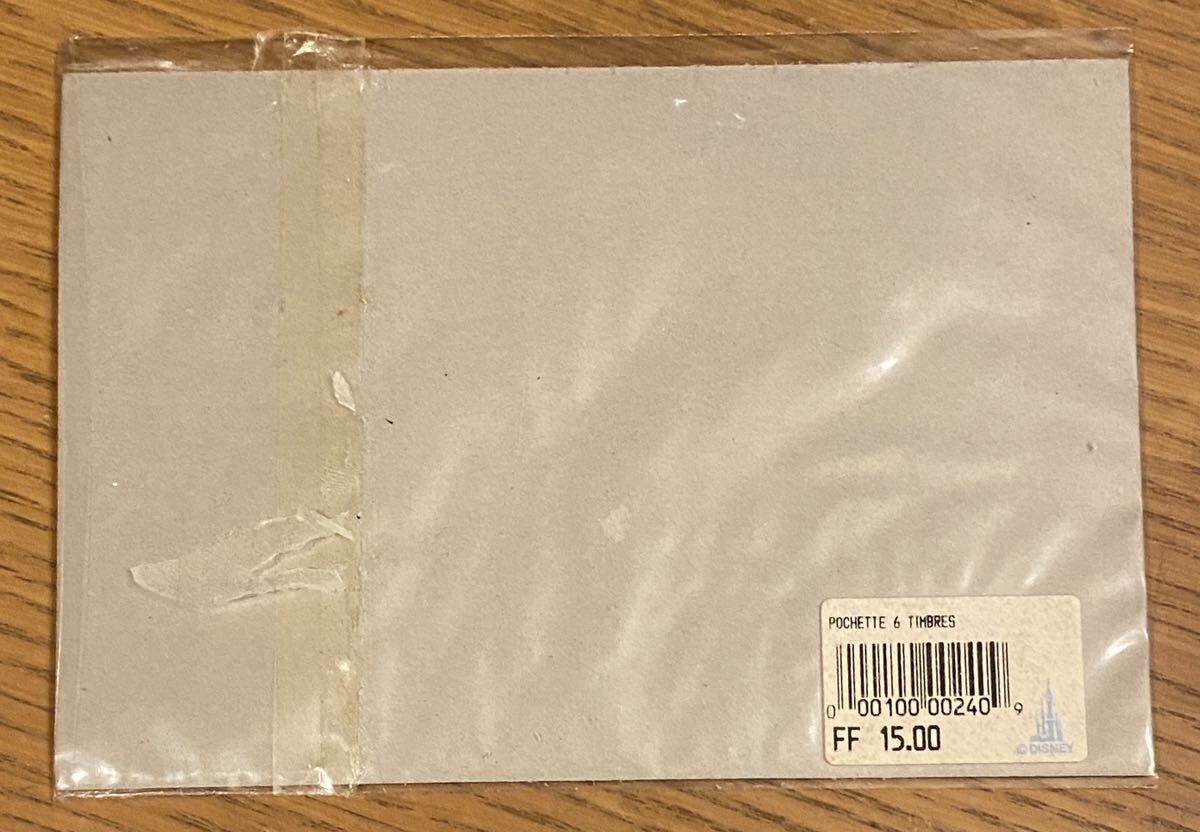 POCHETTE 6 TIMBRES
0 00100 00240 9
FF 15.00
© DISNEY